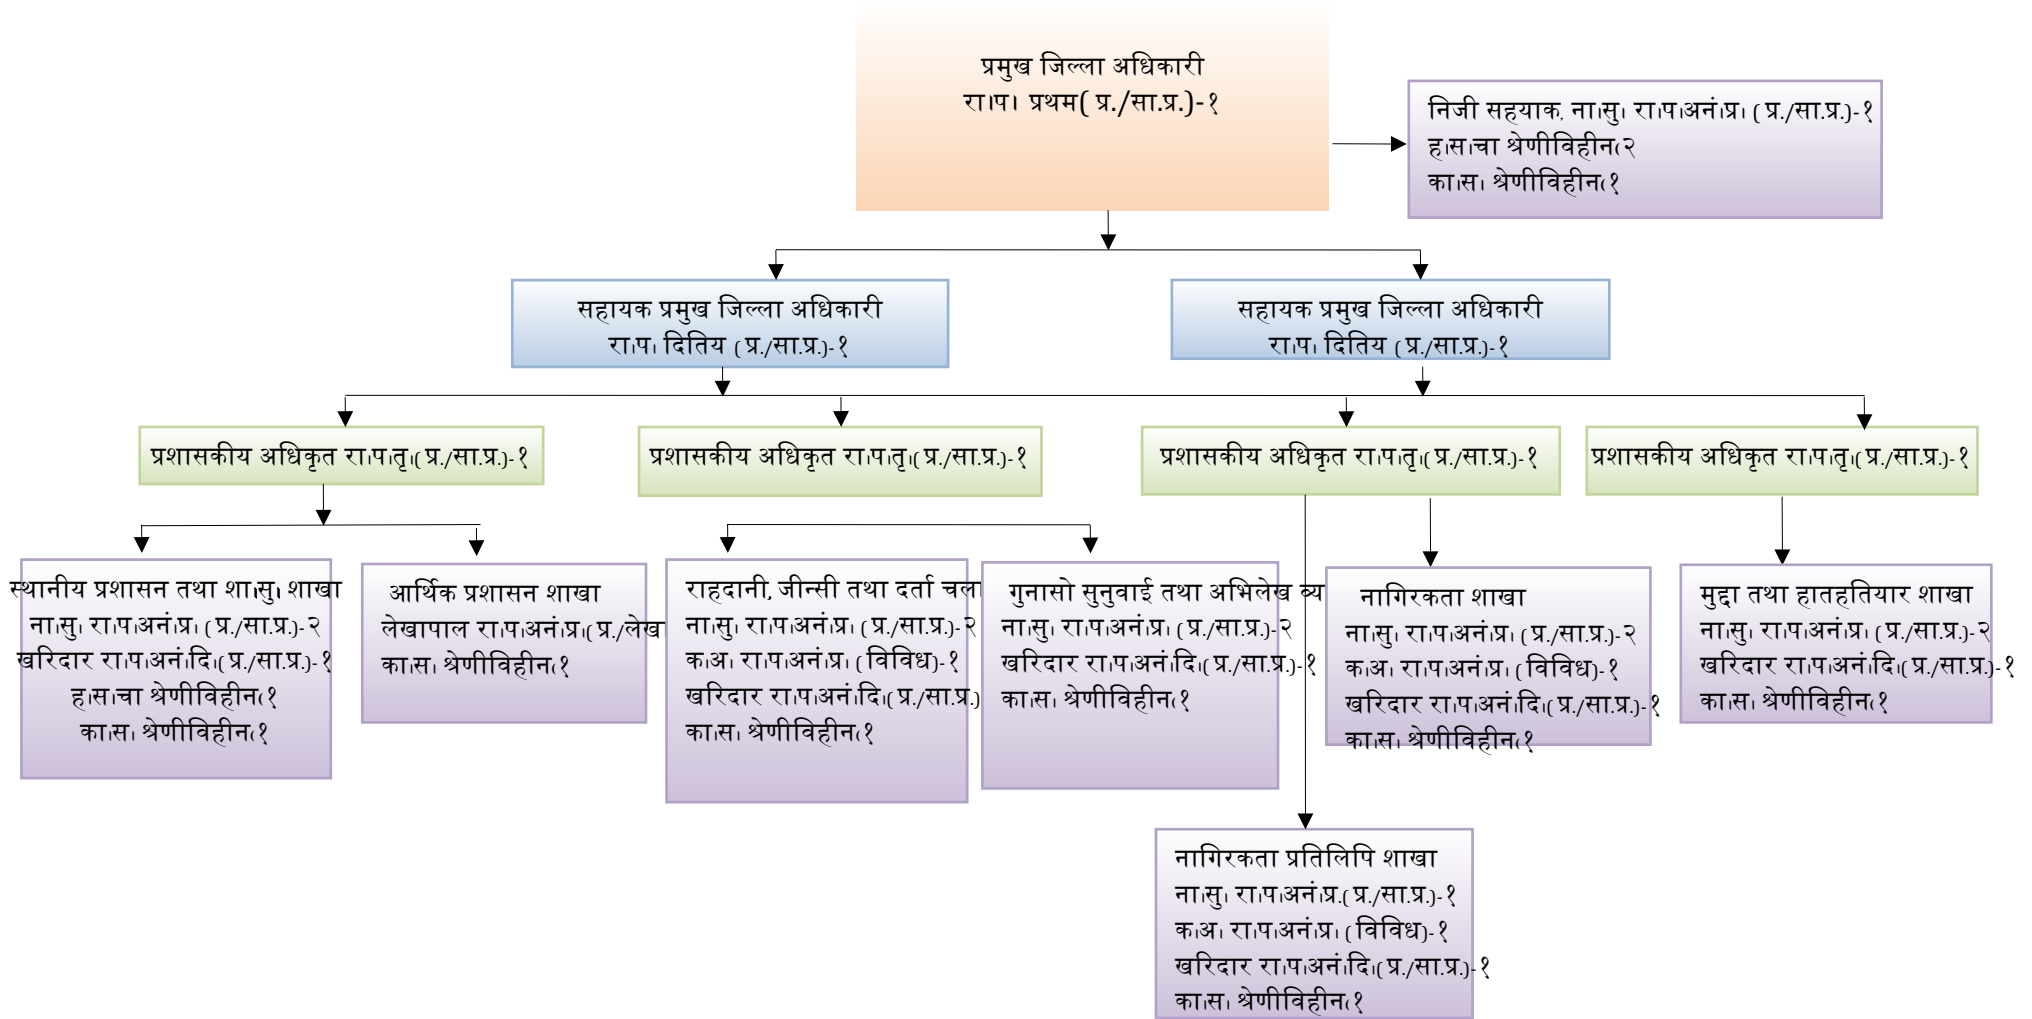 प्रमुख जिल्ला अधिकारी
रा।प। प्रथम( प्र./सा.प्र.)-१
निजी सहयाक, ना।सु। रा।प।अनं।प्र। ( प्र./सा.प्र.)-१
ह।स।चा श्रेणीविहीन(२
का।स। श्रेणीविहीन(१
सहायक प्रमुख जिल्ला अधिकारी
रा।प। दितिय ( प्र./सा.प्र.)-१
सहायक प्रमुख जिल्ला अधिकारी
रा।प। दितिय ( प्र./सा.प्र.)-१
प्रशासकीय अधिकृत रा।प।तृ।( प्र./सा.प्र.)-१
प्रशासकीय अधिकृत रा।प।तृ।( प्र./सा.प्र.)-१
प्रशासकीय अधिकृत रा।प।तृ।( प्र./सा.प्र.)-१
प्रशासकीय अधिकृत रा।प।तृ।( प्र./सा.प्र.)-१
स्थानीय प्रशासन तथा शा।सु। शाखा
ना।सु। रा।प।अनं।प्र। ( प्र./सा.प्र.)-२
खरिदार रा।प।अनं।दि।( प्र./सा.प्र.)-१
ह।स।चा श्रेणीविहीन(१
का।स। श्रेणीविहीन(१
आर्थिक प्रशासन शाखा
लेखापाल रा।प।अनं।प्र।( प्र./लेखा
का।स। श्रेणीविहीन(१
राहदानी, जीन्सी तथा दर्ता चला
ना।सु। रा।प।अनं।प्र। ( प्र./सा.प्र.)-२
क।अ। रा।प।अनं।प्र। ( विविध)-१
खरिदार रा।प।अनं।दि।( प्र./सा.प्र.)
का।स। श्रेणीविहीन(१
गुनासो सुनुवाई तथा अभिलेख व्य
ना।सु। रा।प।अनं।प्र। ( प्र./सा.प्र.)-२
खरिदार रा।प।अनं।दि।( प्र./सा.प्र.)-१
का।स। श्रेणीविहीन(१
नागिरकता शाखा
ना।सु। रा।प।अनं।प्र। ( प्र./सा.प्र.)-२
क।अ। रा।प।अनं।प्र। ( विविध)-१
खरिदार रा।प।अनं।दि।( प्र./सा.प्र.)-१
का।स। श्रेणीविहीन(१
मुद्दा तथा हातहतियार शाखा
ना।सु। रा।प।अनं।प्र। ( प्र./सा.प्र.)-२
खरिदार रा।प।अनं।दि।( प्र./सा.प्र.)-१
का।स। श्रेणीविहीन(१
नागिरकता प्रतिलिपि शाखा
ना।सु। रा।प।अनं।प्र.( प्र./सा.प्र.)-१
क।अ। रा।प।अनं।प्र। ( विविध)-१
खरिदार रा।प।अनं।दि।( प्र./सा.प्र.)-१
का।स। श्रेणीविहीन(१